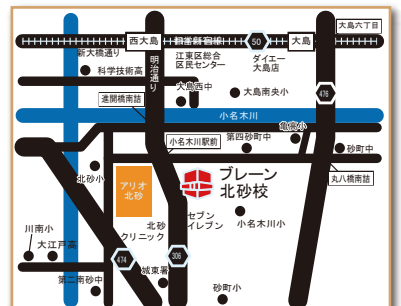 大島六丁目
西大島
都営新宿線
50
大島
新大橋通り
江東区総合
区民センター
ダイエー
大島店
科学技術高
明治通り
大島西中
大島南央小
476
進開橋南詰
小名木川
亀高小
小名木川駅前
第四砂町中
砂町中
北砂小
アリオ
北砂
ブレーン
北砂校
丸八橋南詰
セブン
イレブン
小名木川小
川南小
大江戸高
北砂
クリニック
474
306
城東署
第二南砂中
砂町小